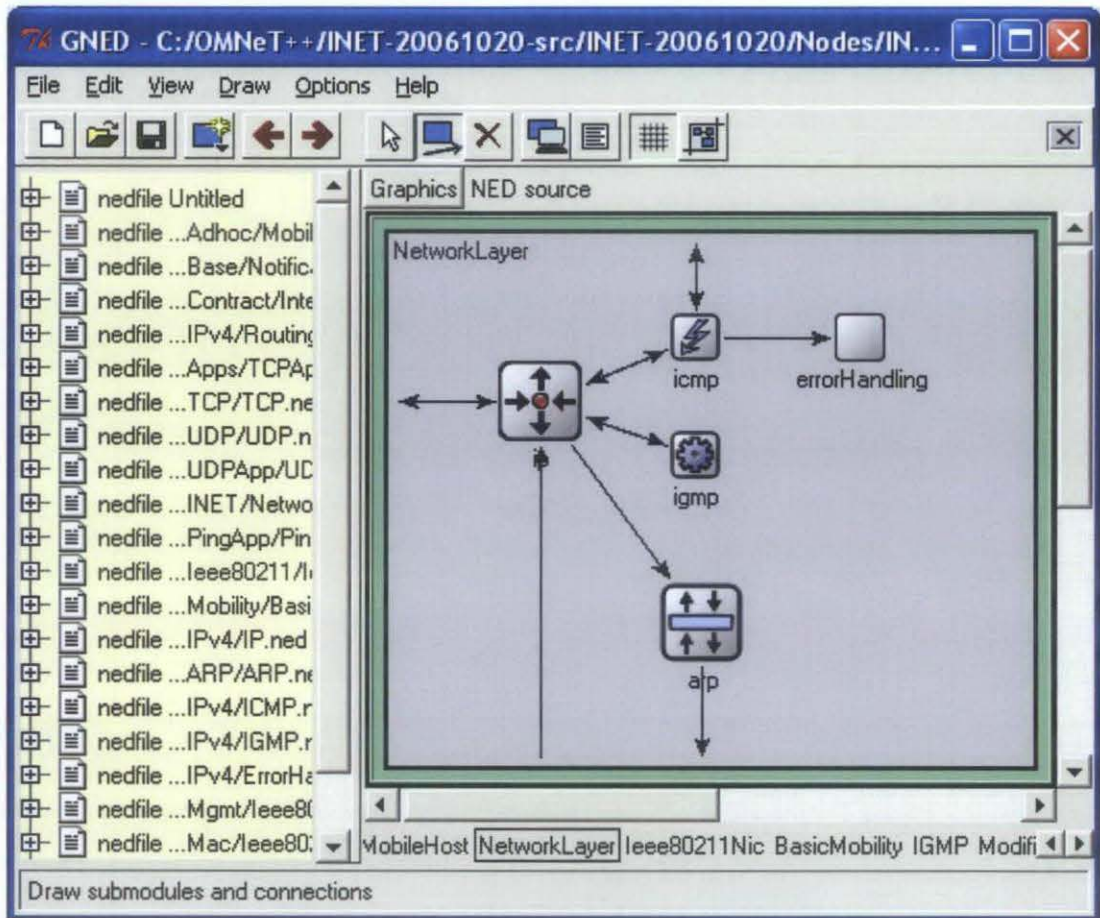 GNED - C:/OMNeT++/INET-20061020-src/INET-20061020/Nodes/IN...
File Edit View Draw Options Help
Graphics NED source
nedfile Untitled
nedfile ...Adhoc/Mobil
nedfile ...Base/Notific
nedfile ...Contract/Inte
nedfile ...IPv4/Routing
nedfile ...Apps/TCPAp
nedfile ...TCP/TCP.ne
nedfile ...UDP/UDP.n
nedfile ...UDPApp/UD
nedfile ...INET/Netwo
nedfile ...PingApp/Pin
nedfile ...Ieee80211/I
nedfile ...Mobility/Basi
nedfile ...IPv4/IP.ned
nedfile ...ARP/ARP.ne
nedfile ...IPv4/ICMP.r
nedfile ...IPv4/IGMP.r
nedfile ...IPv4/ErrorHa
nedfile ...Mgmt/Ieee80
nedfile ...Mac/Ieee80
NetworkLayer
icmp
errorHandling
ip
igmp
arp
MobileHost NetworkLayer Ieee80211Nic BasicMobility IGMP Modifi
Draw submodules and connections